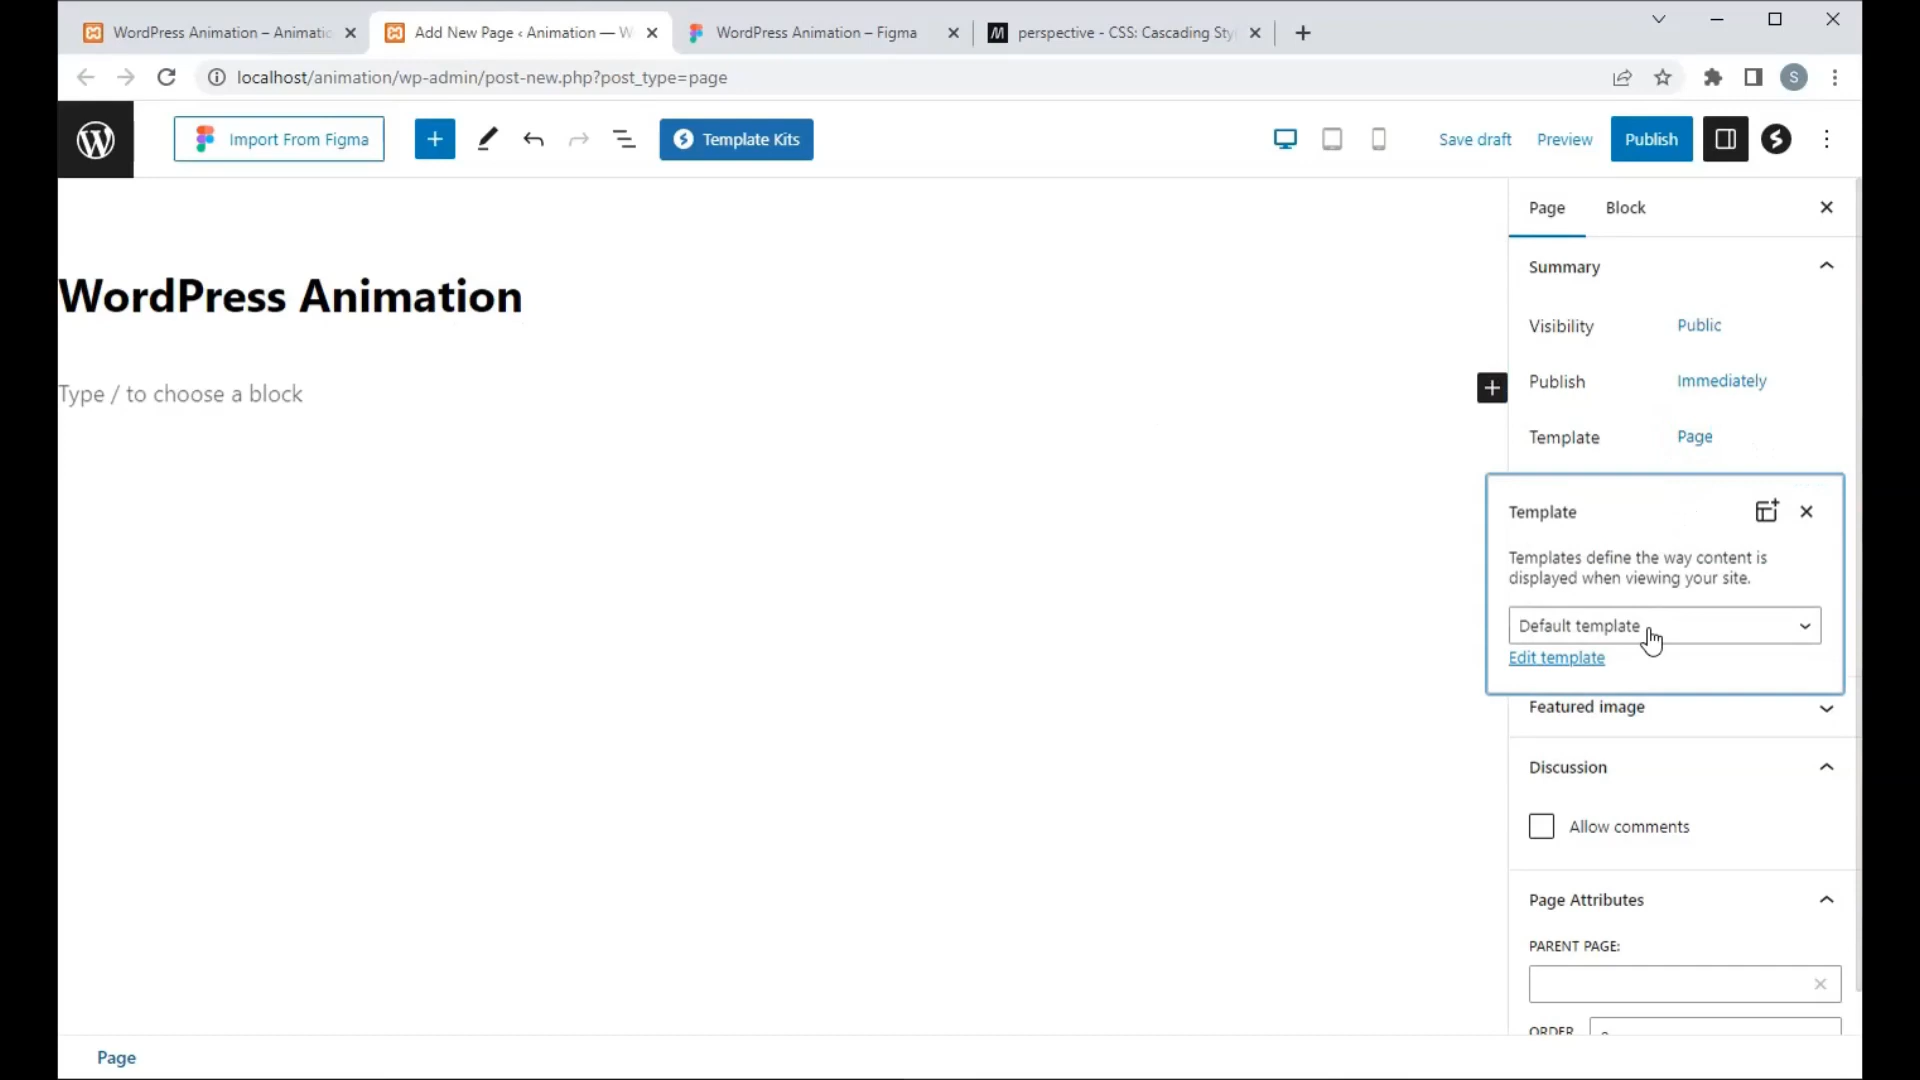 WordPress Animation – Animatic
Add New Page ‹ Animation — W
WordPress Animation – Figma
perspective - CSS: Cascading Sty
localhost/animation/wp-admin/post-new.php?post_type=page
S
Import From Figma
Template Kits
Save draft
Preview
Publish
Page
Block
Summary
WordPress Animation
Visibility
Public
Type / to choose a block
Publish
Immediately
Template
Page
Template
Templates define the way content is
displayed when viewing your site.
Default template
Edit template
Featured image
Discussion
Allow comments
Page Attributes
PARENT PAGE:
ORDER
Page